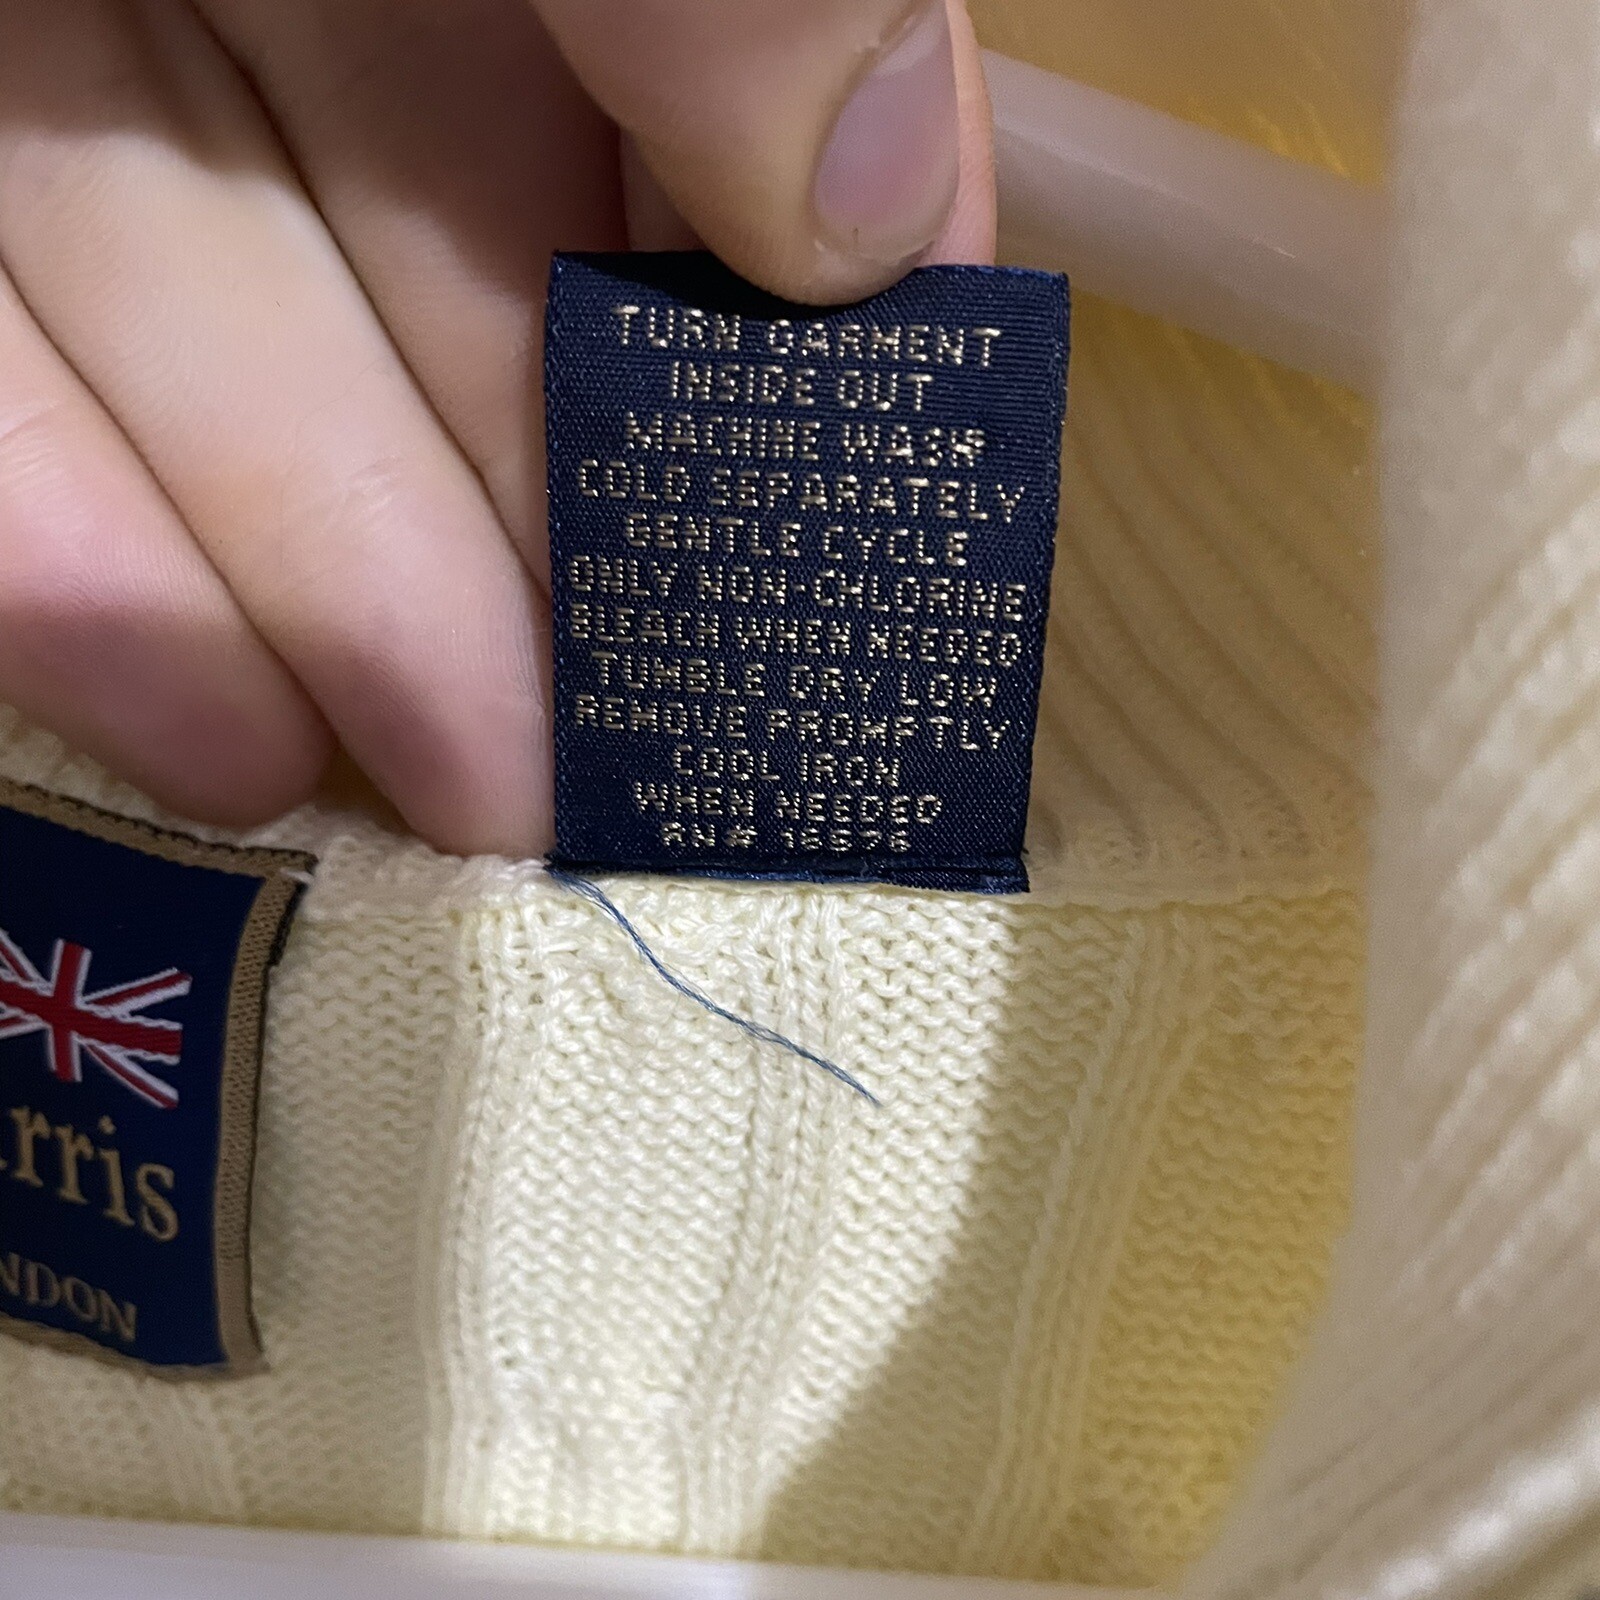 TURN GARMENT
INSIDE OUT
MACHINE WASH
COLD SEPARATELY
GENTLE CYCLE
ONLY NON-CHLORINE
BLEACH WHEN NEEDED
TUMBLE DRY LOW
REMOVE PROMPTLY
COOL IRON
WHEN NEEDED
RN#
rris
NDON